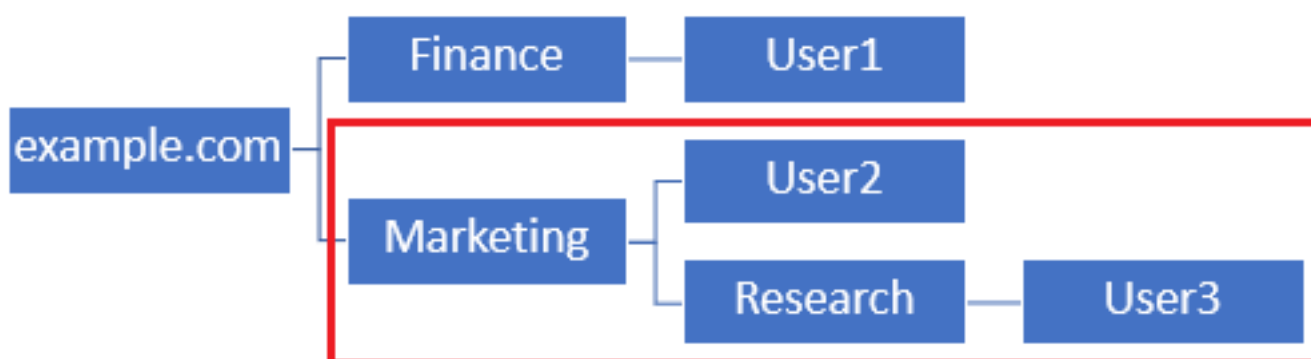 Finance
User1
example.com
User2
Marketing
Research
User3